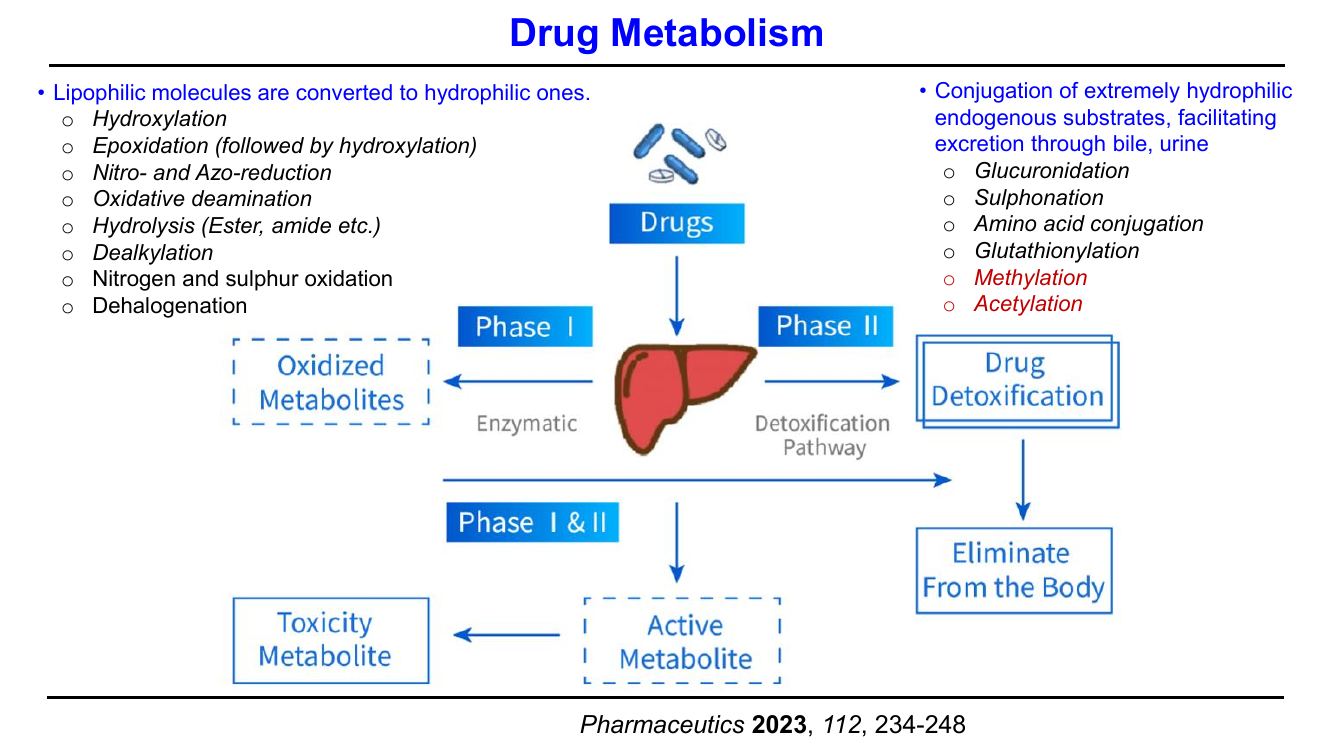 Drug Metabolism
• Lipophilic molecules are converted to hydrophilic ones.
o Hydroxylation
o Epoxidation (followed by hydroxylation)
o Nitro- and Azo-reduction
o Oxidative deamination
o Hydrolysis (Ester, amide etc.)
o Dealkylation
o Nitrogen and sulphur oxidation
o Dehalogenation
• Conjugation of extremely hydrophilic
endogenous substrates, facilitating
excretion through bile, urine
o Glucuronidation
o Sulphonation
o Amino acid conjugation
o Glutathionylation
o Methylation
o Acetylation
Drugs
Phase I
Phase II
Oxidized
Metabolites
Enzymatic
Detoxification
Pathway
Drug
Detoxification
Phase I & II
Eliminate
From the Body
Toxicity
Metabolite
Active
Metabolite
Pharmaceutics 2023, 112, 234-248